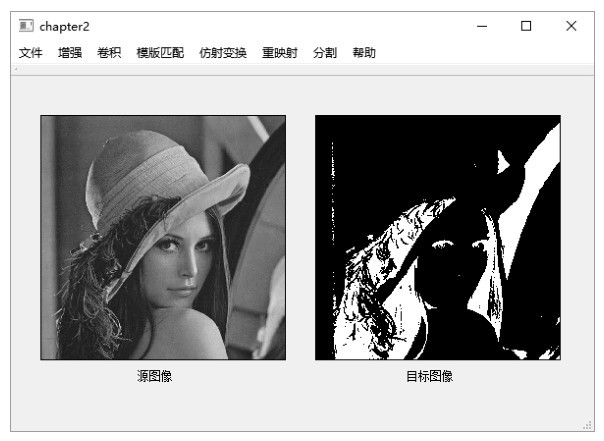 chapter2
文件 增强 卷积 模版匹配 仿射变换 重映射 分割 帮助
源图像 目标图像